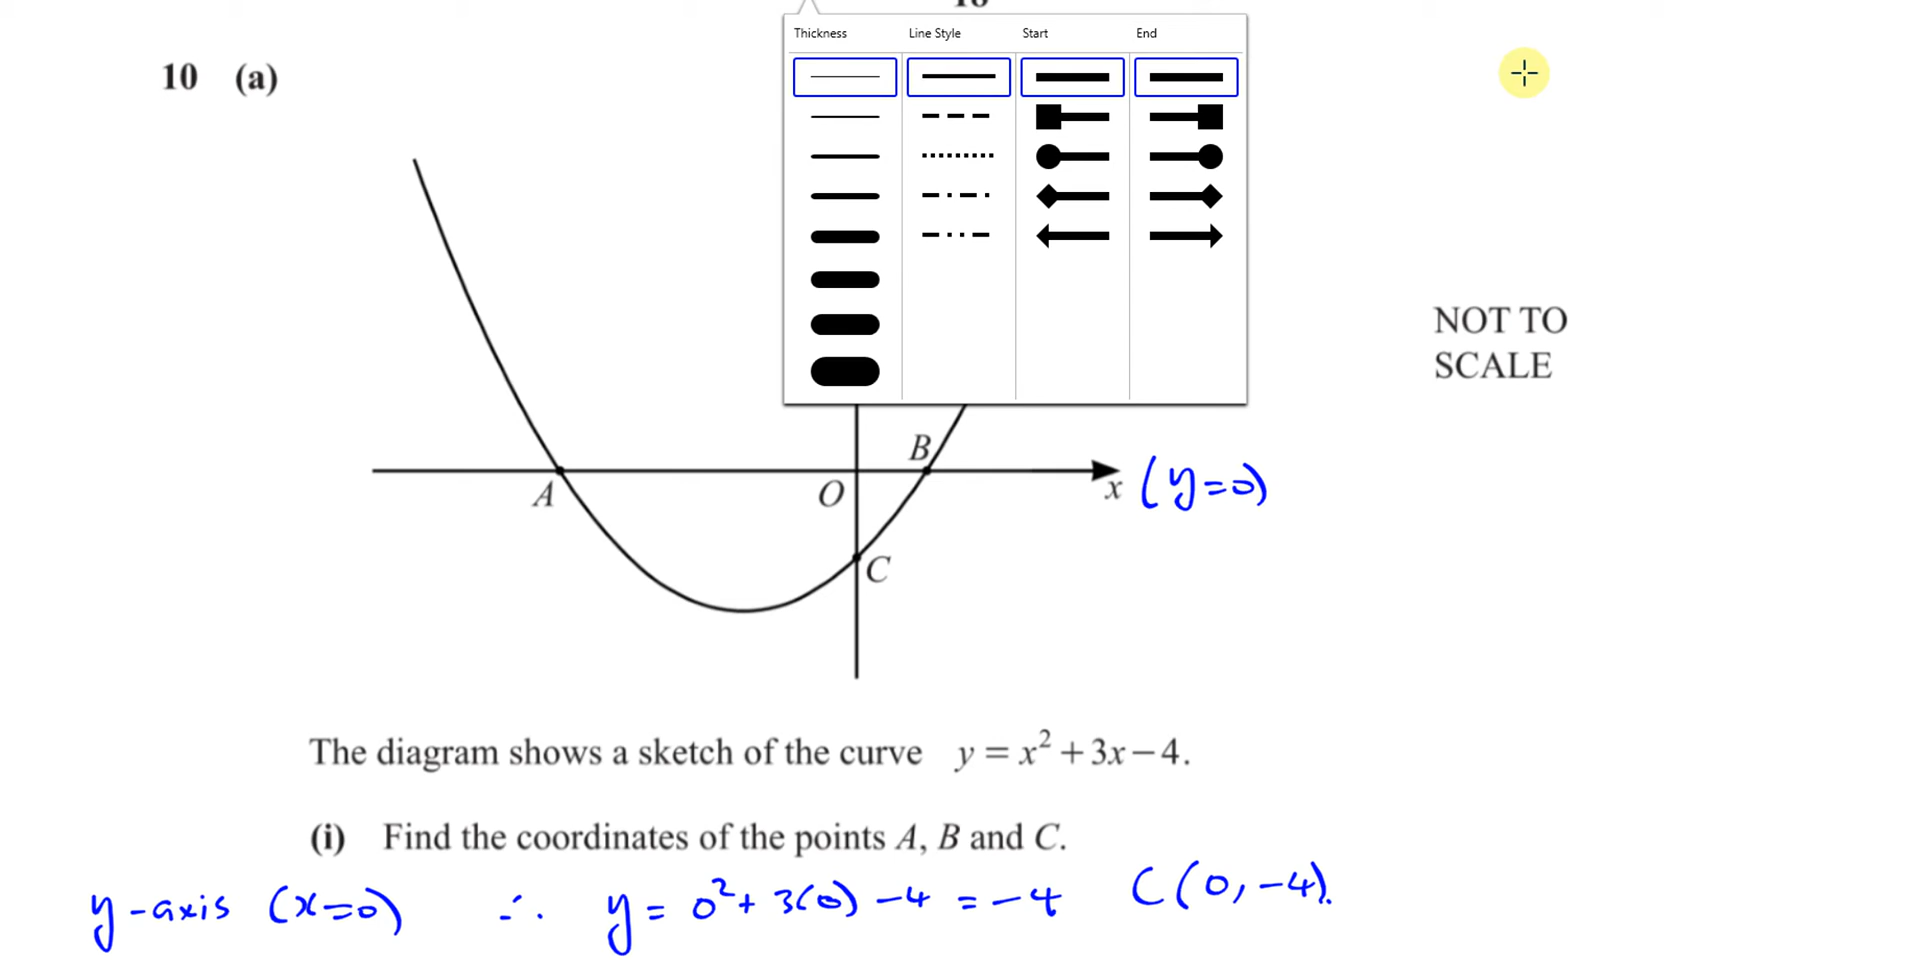 Thickness Line Style Start End
10 (a)
NOT TO
SCALE
B
A O x (y=0)
C
The diagram shows a sketch of the curve y = x² + 3x − 4.
(i) Find the coordinates of the points A, B and C.
y-axis (x=0) ∴ y = 0² + 3(0) − 4 = −4 C(0, −4).